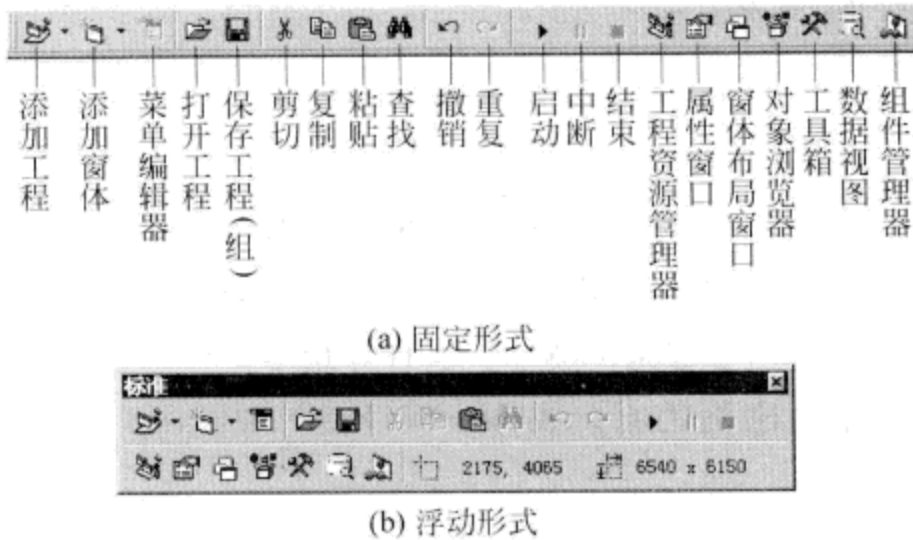 添加工程
添加窗体
菜单编辑器
打开工程
保存工程(组)
剪切
复制
粘贴
查找
撤销
重复
启动
中断
结束
工程资源管理器
属性窗口
窗体布局窗口
对象浏览器
工具箱
数据视图
组件管理器
(a) 固定形式
标准
2175, 4065
6540 x 6150
(b) 浮动形式